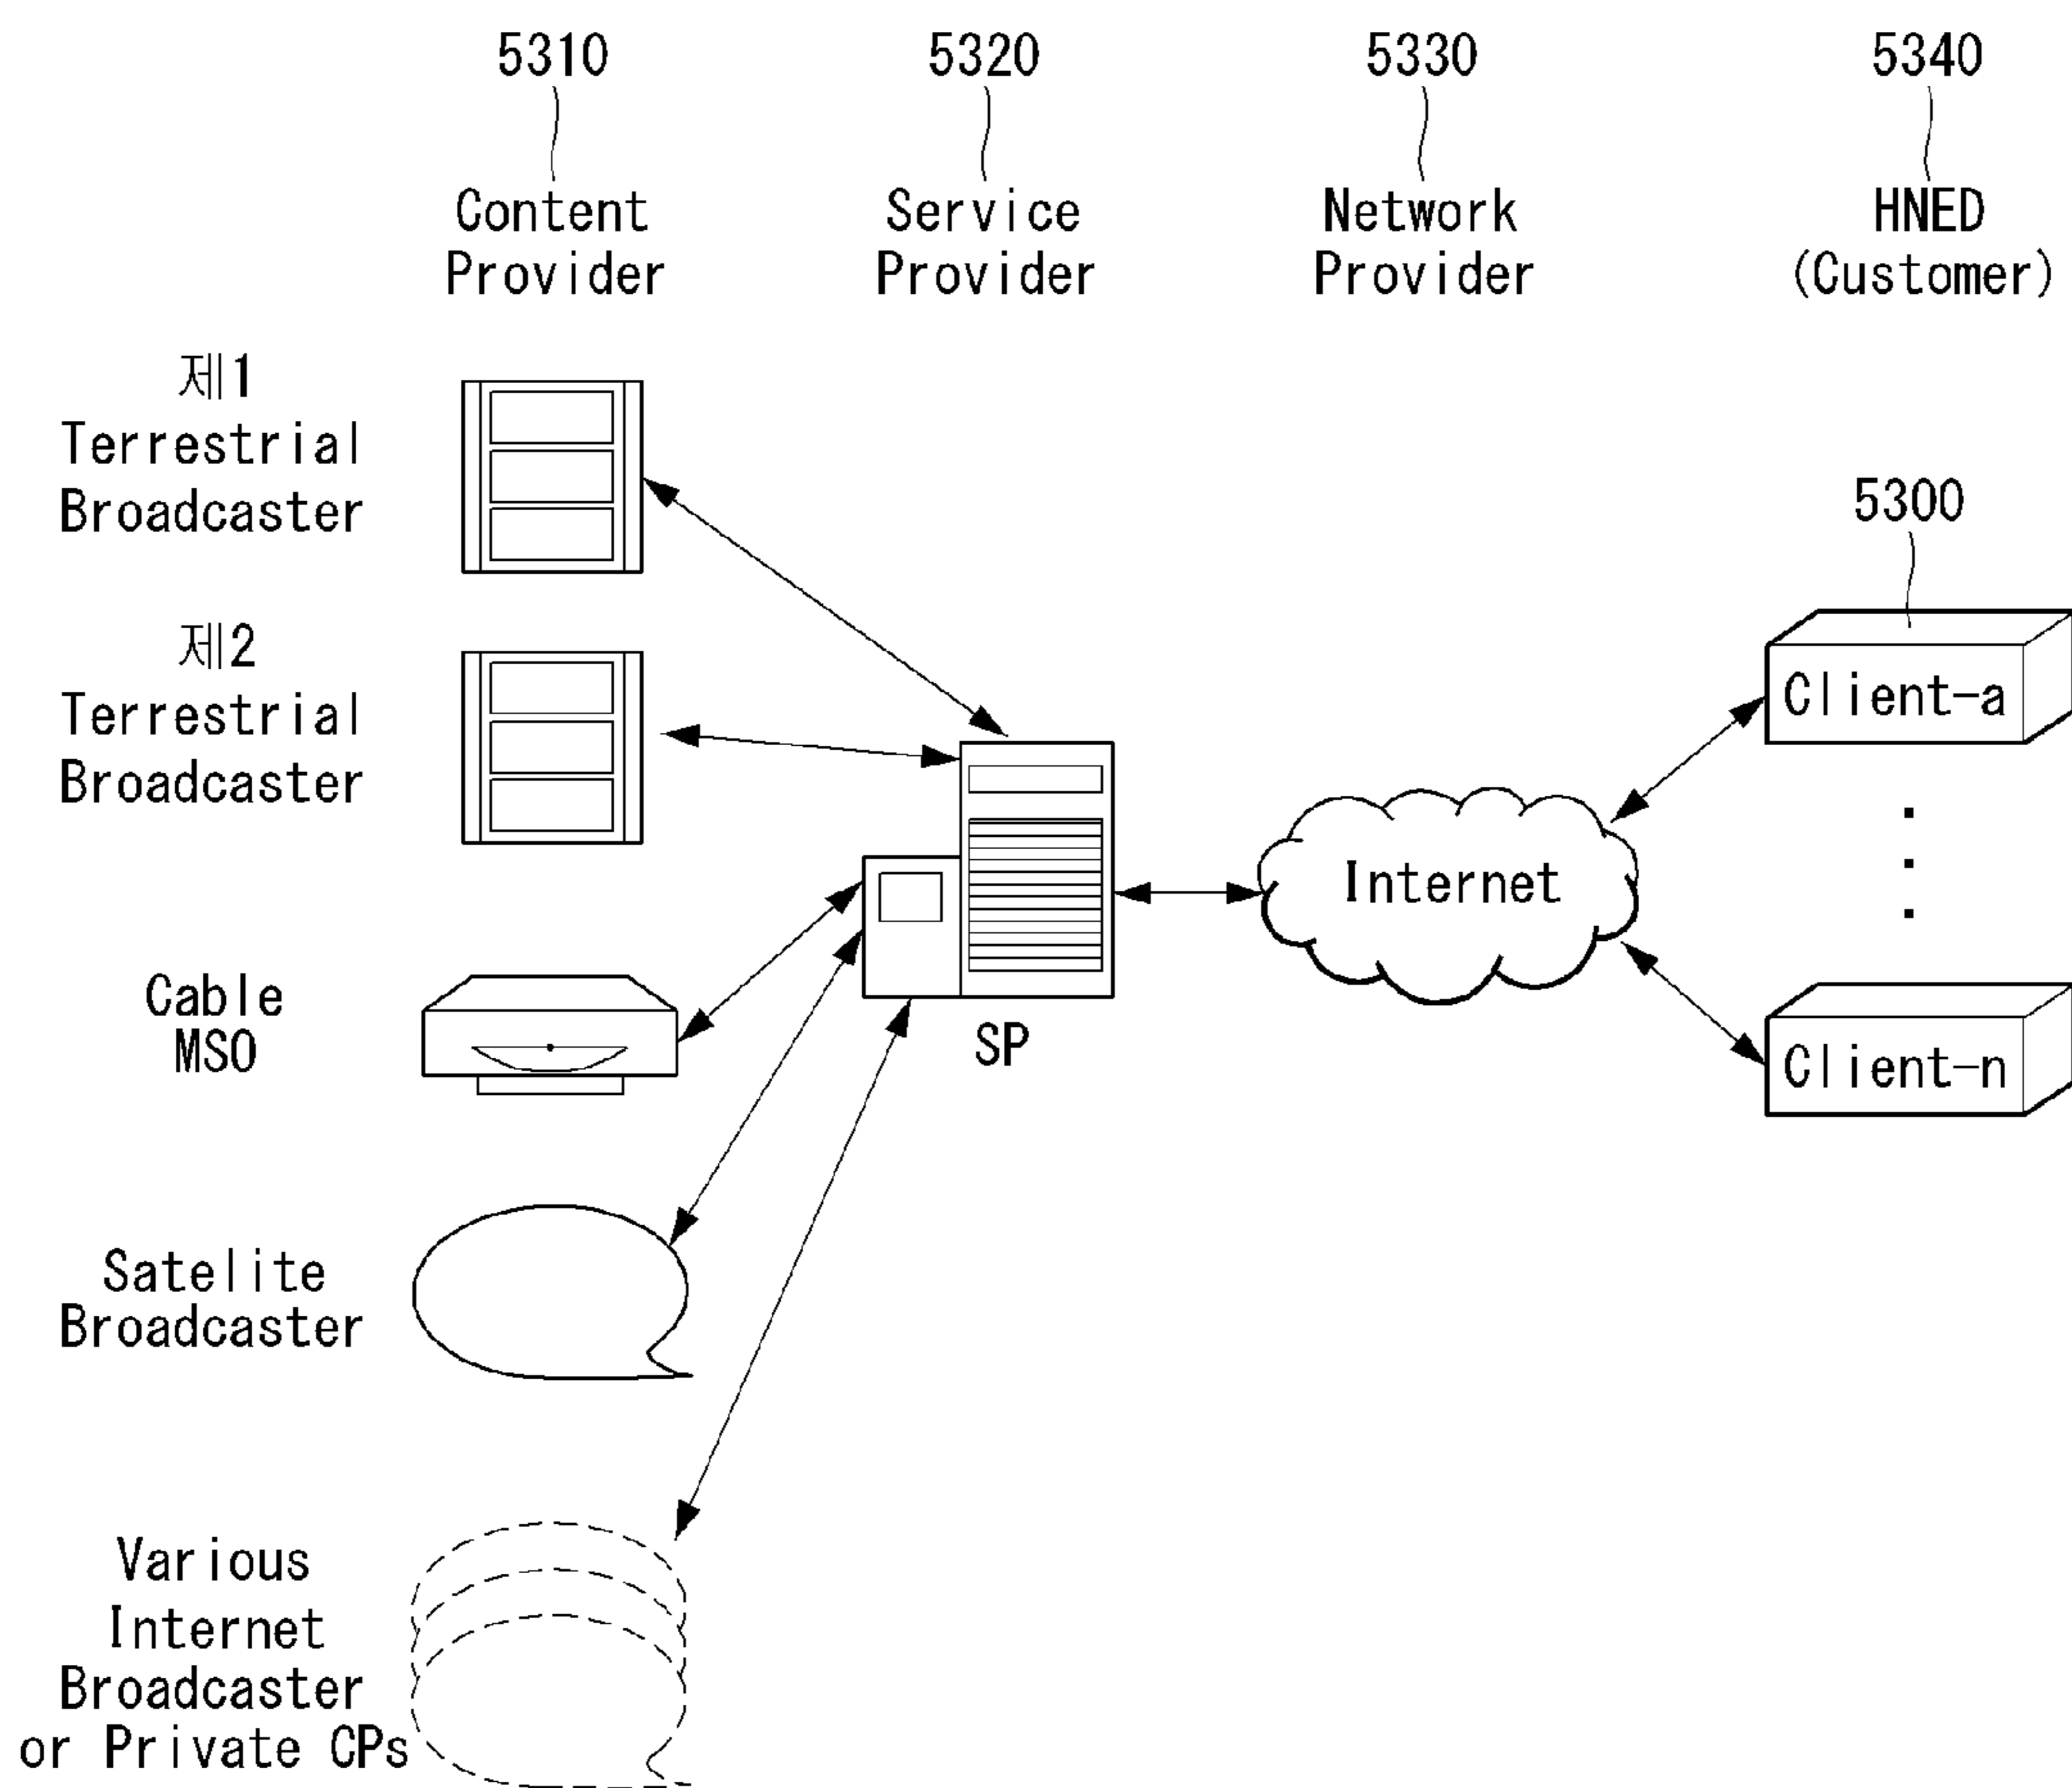 5310
5320
5330
5340
Content
Provider
Service
Provider
Network
Provider
HNED
(Customer)
제1
Terrestrial
Broadcaster
5300
제2
Terrestrial
Broadcaster
Client-a
Internet
Cable
MSO
SP
Client-n
Satelite
Broadcaster
Various
Internet
Broadcaster
or Private CPs